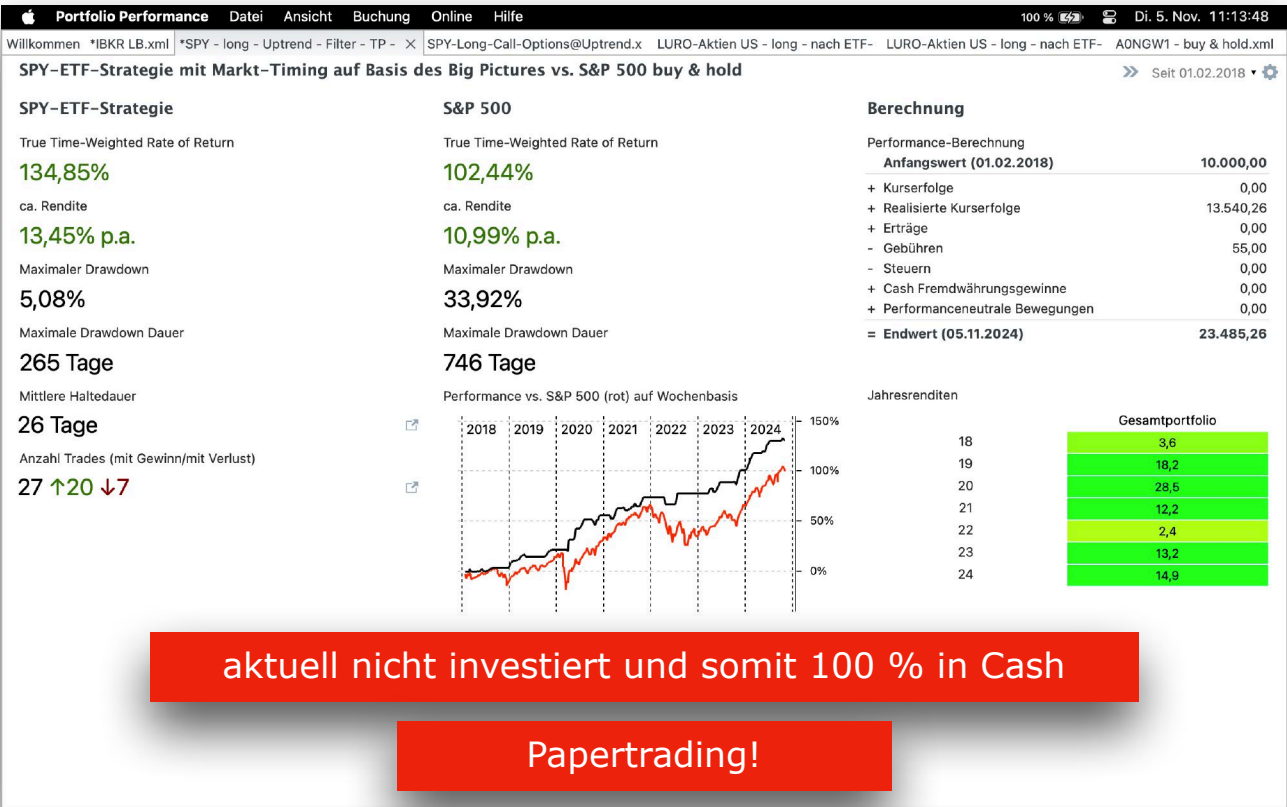 Portfolio Performance Datei Ansicht Buchung Online Hilfe 100 % Di. 5. Nov. 11:13:48
Willkommen *IBKR LB.xml *SPY - long - Uptrend - Filter - TP - × SPY-Long-Call-Options@Uptrend.x LURO-Aktien US - long - nach ETF- LURO-Aktien US - long - nach ETF- A0NGW1 - buy & hold.xml
SPY-ETF-Strategie mit Markt-Timing auf Basis des Big Pictures vs. S&P 500 buy & hold
Seit 01.02.2018
SPY-ETF-Strategie
True Time-Weighted Rate of Return
134,85%
ca. Rendite
13,45% p.a.
Maximaler Drawdown
5,08%
Maximale Drawdown Dauer
265 Tage
Mittlere Haltedauer
26 Tage
Anzahl Trades (mit Gewinn/mit Verlust)
27 ↑20 ↓7
S&P 500
True Time-Weighted Rate of Return
102,44%
ca. Rendite
10,99% p.a.
Maximaler Drawdown
33,92%
Maximale Drawdown Dauer
746 Tage
Performance vs. S&P 500 (rot) auf Wochenbasis
2018 2019 2020 2021 2022 2023 2024
150%
100%
50%
0%
Berechnung
Performance-Berechnung
Anfangswert (01.02.2018) 10.000,00
+ Kurserfolge 0,00
+ Realisierte Kurserfolge 13.540,26
+ Erträge 0,00
- Gebühren 55,00
- Steuern 0,00
+ Cash Fremdwährungsgewinne 0,00
+ Performanceneutrale Bewegungen 0,00
= Endwert (05.11.2024) 23.485,26
Jahresrenditen
Gesamtportfolio
18 3,6
19 18,2
20 28,5
21 12,2
22 2,4
23 13,2
24 14,9
aktuell nicht investiert und somit 100 % in Cash
Papertrading!